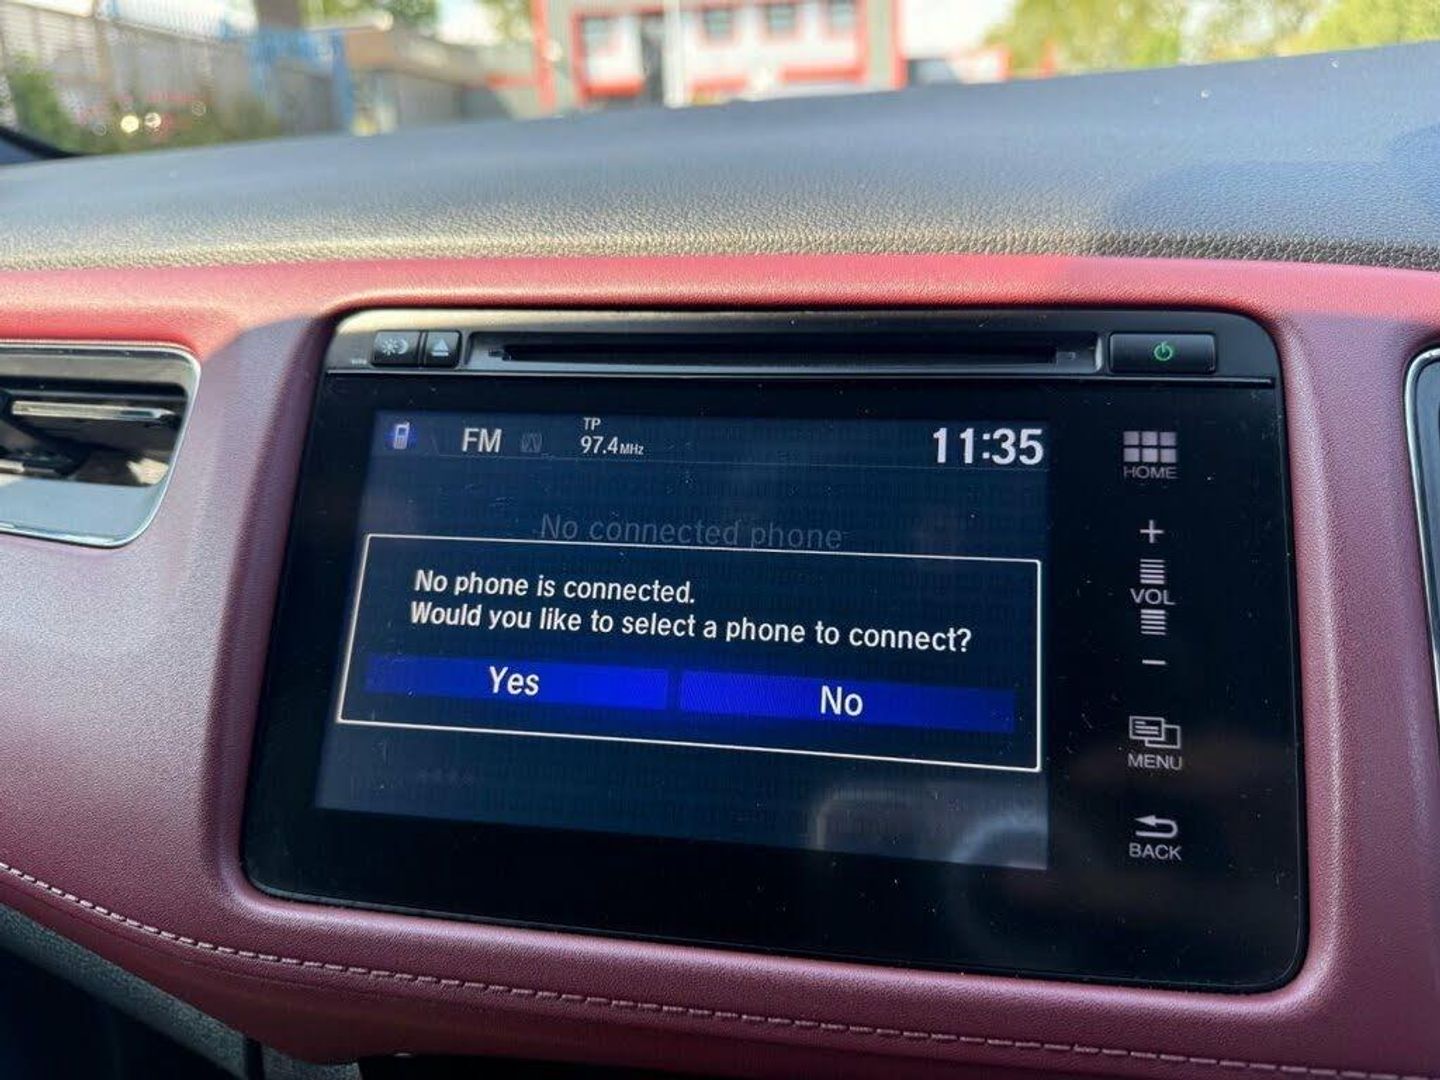 FM
TP
97.4MHz
11:35
HOME
No connected phone
No phone is connected.
Would you like to select a phone to connect?
Yes
No
+
VOL
−
MENU
BACK